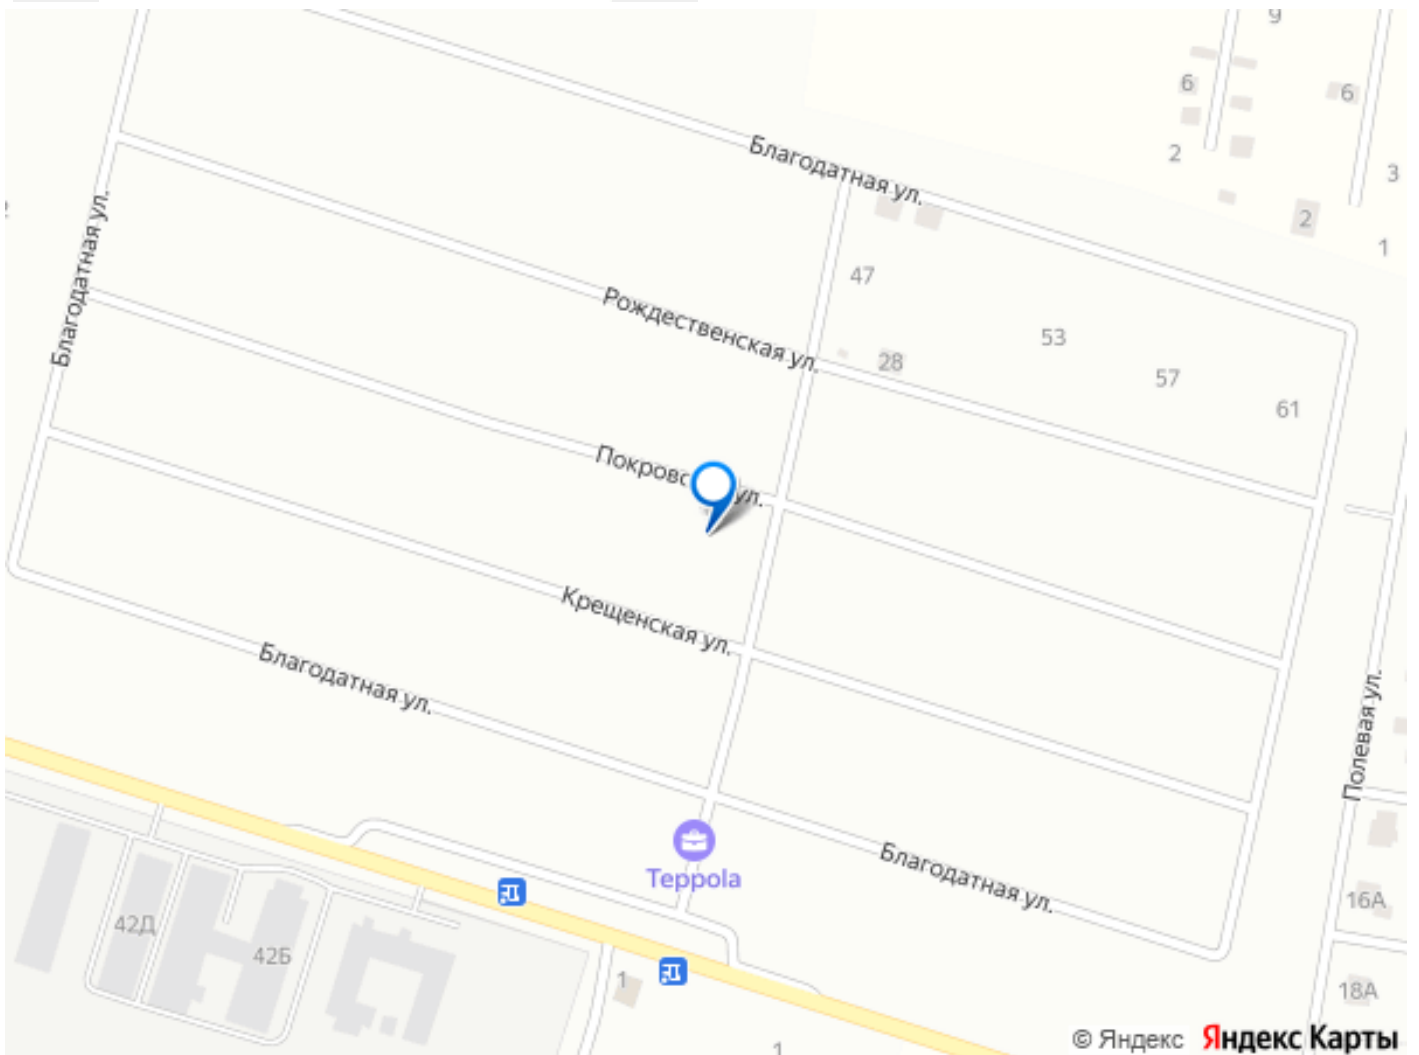 9
6
6
Благодатная ул.
2
3
Благодатная ул.
2
1
47
Рождественская ул.
53
28
57
61
Покровс
ул.
Крещенская ул.
Благодатная ул.
Полевая ул.
Teppola
Благодатная ул.
16А
42Д
42Б
1
18А
1
© Яндекс Яндекс Карты